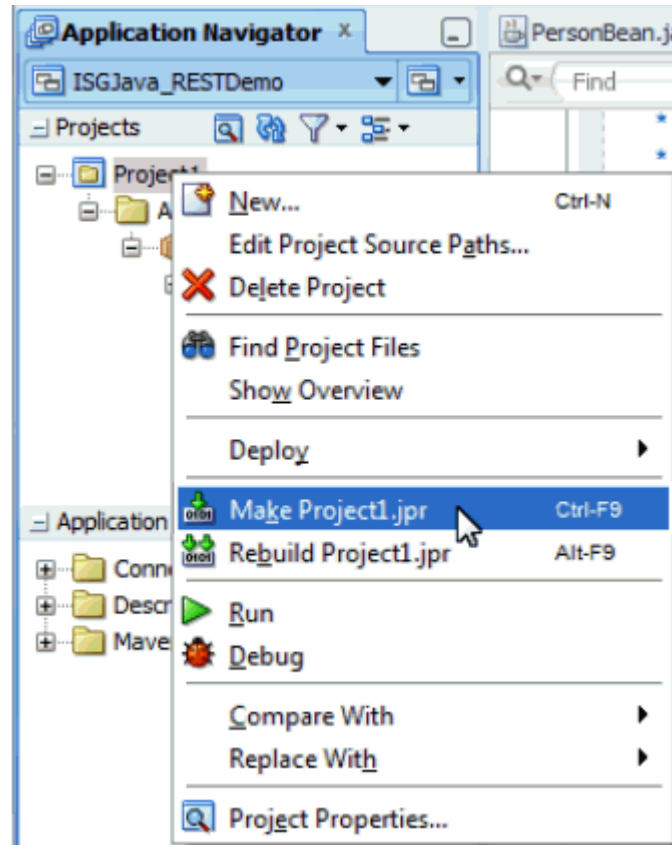 Application Navigator x
PersonBean.j
ISGJava_RESTDemo
Find
Projects
Project1
A
New... Ctrl-N
Edit Project Source Paths...
Delete Project
Find Project Files
Show Overview
Deploy
Make Project1.jpr Ctrl-F9
Rebuild Project1.jpr Alt-F9
Run
Debug
Compare With
Replace With
Project Properties...
Application
Conne
Descr
Mave